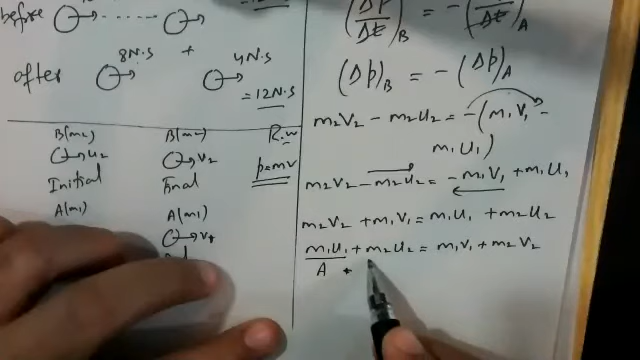 before
after
8N·S + 4N·S
= 12N·S
B(m₂) B(m₂) R.w
u₂ v₂ p=mv
Initial Final
A(m₁) A(m₁)
v₁
(Δp/Δt)B = -(Δp/Δt)A
(Δp)B = -(Δp)A
m₂V₂ - m₂U₂ = -(m₁V₁ -
m₁U₁)
m₂V₂ - m₂U₂ = -m₁V₁ + m₁U₁
m₂V₂ + m₁V₁ = m₁U₁ + m₂U₂
m₁U₁ + m₂U₂ = m₁V₁ + m₂V₂
A